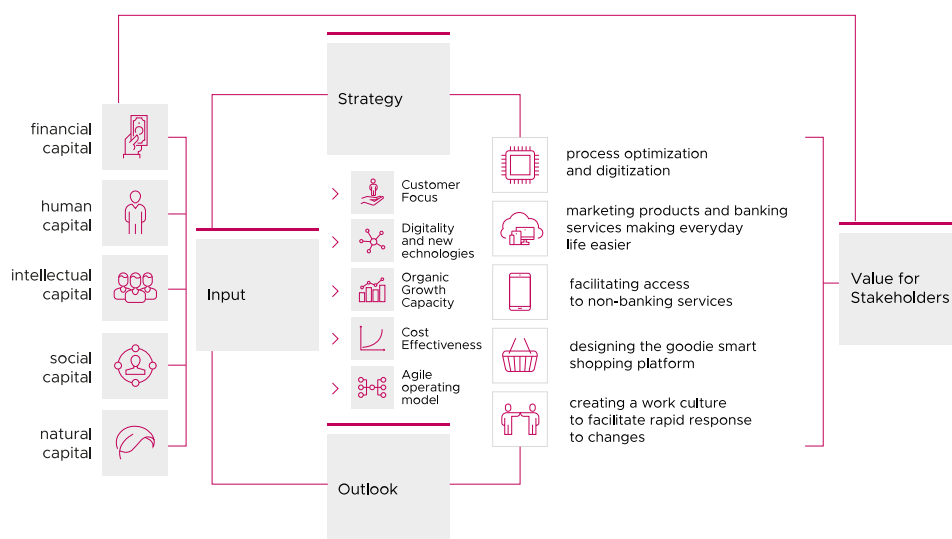 financial
capital
human
capital
intellectual
capital
social
capital
natural
capital
Input
Strategy
Customer
Focus
Digitality
and new
echnologies
Organic
Growth
Capacity
Cost
Effectiveness
Agile
operating
model
Outlook
process optimization
and digitization
marketing products and banking
services making everyday
life easier
facilitating access
to non-banking services
designing the goodie smart
shopping platform
creating a work culture
to facilitate rapid response
to changes
Value for
Stakeholders